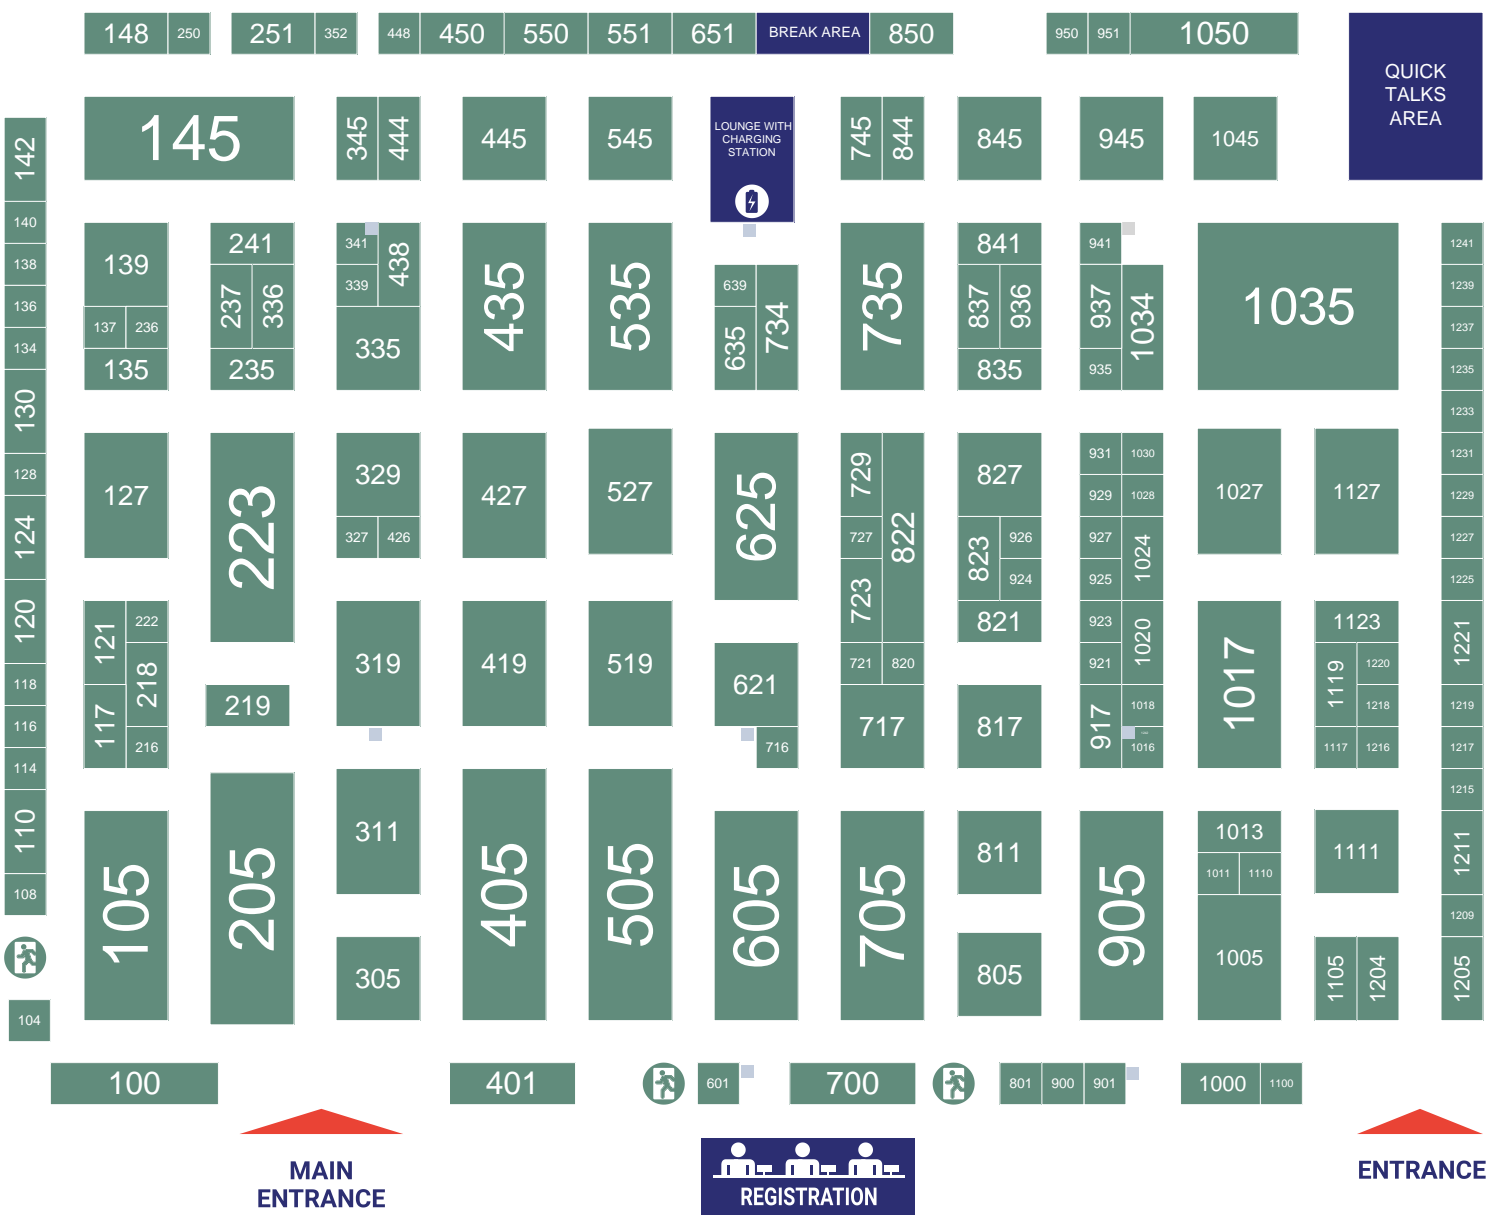 148 250 251 352 448 450 550 551 651 BREAK AREA 850 950 951 1050
QUICK
TALKS
AREA
142 145 345 444 445 545
LOUNGE WITH
CHARGING
STATION
745 844 845 945 1045
140 139 241 341 438 435 535 735 841 941 1035 1241
138 237 336 339 639 734 837 936 937 1034 1239
136 137 236 335 635 1237
134 135 235 835 935 1235
130 1233
128 127 223 329 427 527 625 729 822 827 931 1030 1027 1127 1231
929 1028 1229
124 327 426 727 823 926 927 1024 1227
723 924 925 1225
120 121 222 319 419 519 821 923 1020 1017 1123 1221
118 218 621 721 820 921 1119 1220
116 117 219 717 817 917 1018 1218 1219
216 716 1016 1117 1216 1217
114 1215
110 105 205 311 405 505 605 705 811 905 1013 1111 1211
108 1011 1110 1209
305 805 1005 1105 1204 1205
104
100 401 601 700 801 900 901 1000 1100
MAIN
ENTRANCE
REGISTRATION
ENTRANCE